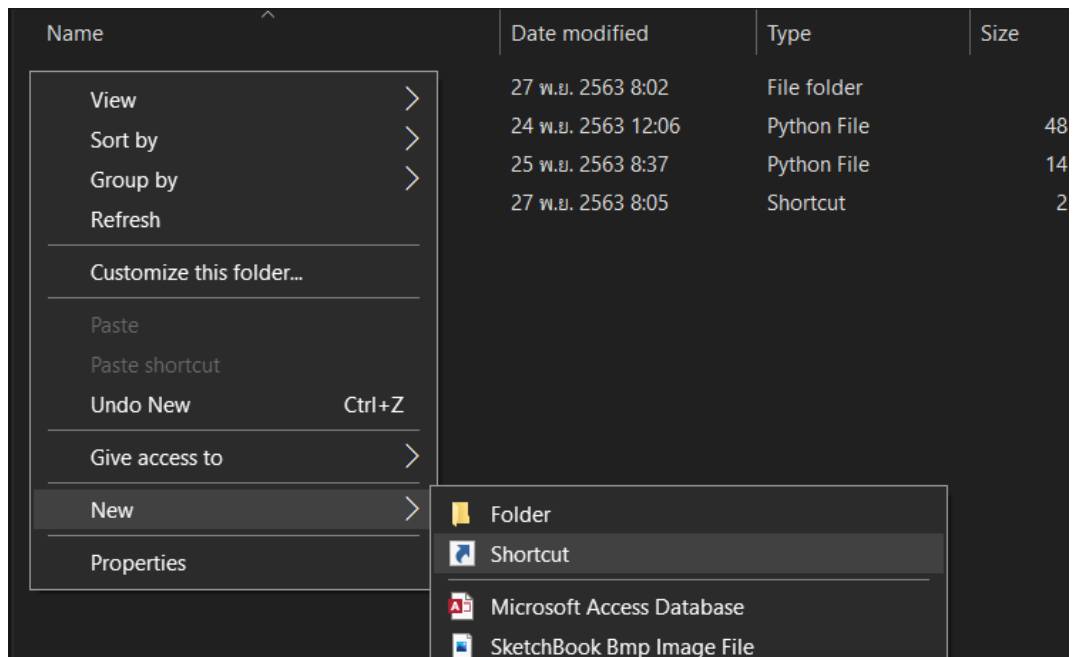 Name Date modified Type Size
27 พ.ย. 2563 8:02 File folder
24 พ.ย. 2563 12:06 Python File 48
25 พ.ย. 2563 8:37 Python File 14
27 พ.ย. 2563 8:05 Shortcut 2
View
Sort by
Group by
Refresh
Customize this folder...
Paste
Paste shortcut
Undo New Ctrl+Z
Give access to
New
Properties
Folder
Shortcut
Microsoft Access Database
SketchBook Bmp Image File